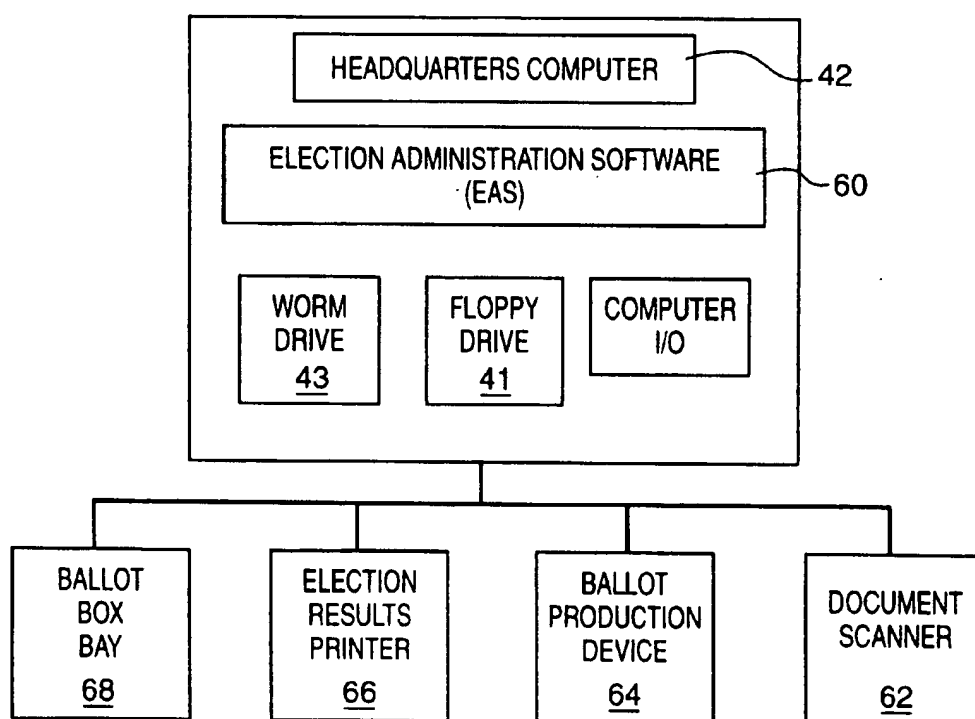 HEADQUARTERS COMPUTER
42
ELECTION ADMINISTRATION SOFTWARE
(EAS)
60
WORM
DRIVE
43
FLOPPY
DRIVE
41
COMPUTER
I/O
BALLOT
BOX
BAY
68
ELECTION
RESULTS
PRINTER
66
BALLOT
PRODUCTION
DEVICE
64
DOCUMENT
SCANNER
62